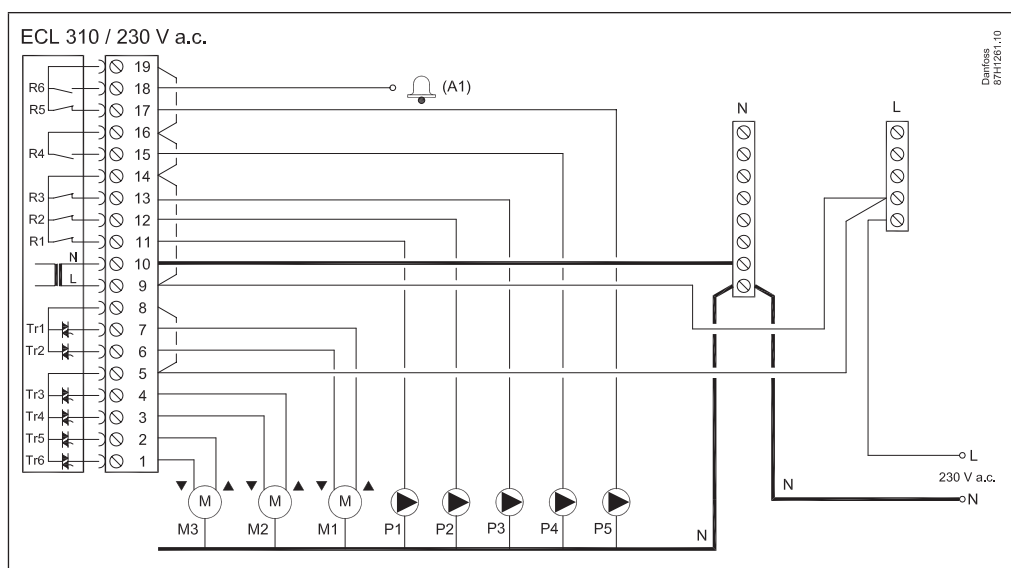 ECL 310 / 230 V a.c.
Danfoss
87H1261.10
19
R6 18 (A1)
R5 17
16
R4 15
14
R3 13
R2 12
R1 11
N 10
L 9
8
Tr1 7
Tr2 6
5
Tr3 4
Tr4 3
Tr5 2
Tr6 1
N
L
M M M
M3 M2 M1 P1 P2 P3 P4 P5
N
N
L
230 V a.c.
N